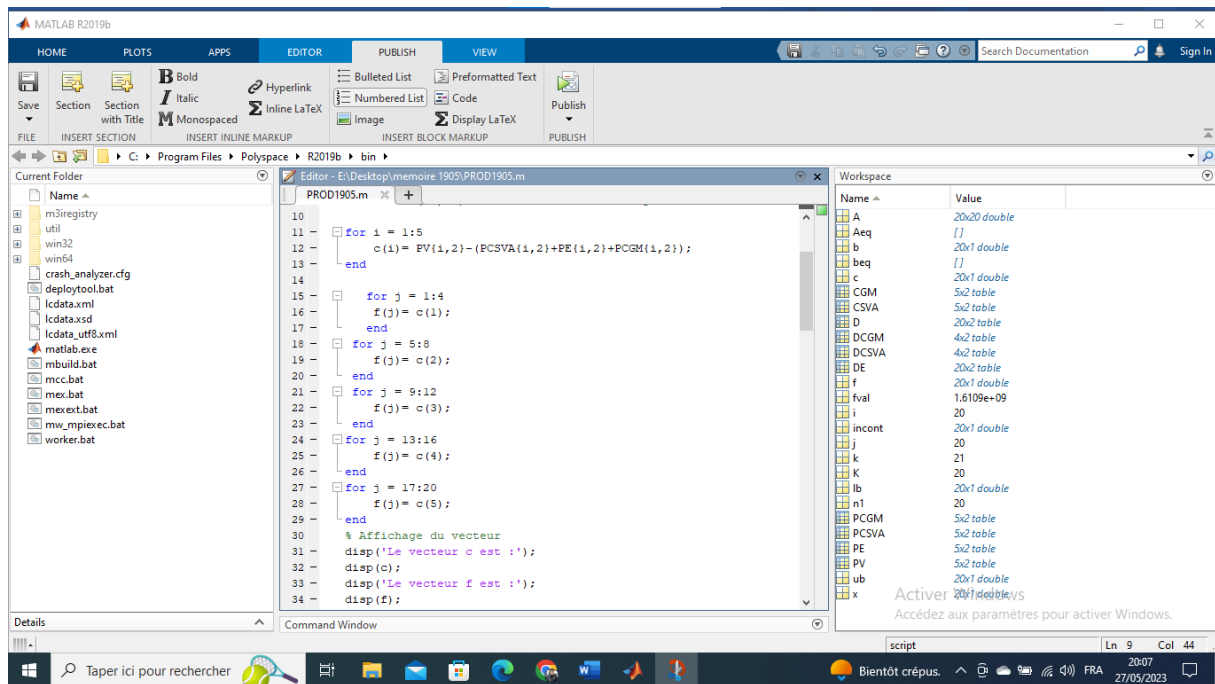 MATLAB R2019b
HOME PLOTS APPS EDITOR PUBLISH VIEW Search Documentation Sign In
Save Section Section with Title B Bold I Italic M Monospaced Hyperlink Inline LaTeX Bulleted List Numbered List Image Preformatted Text Code Display LaTeX Publish
FILE INSERT SECTION INSERT INLINE MARKUP INSERT BLOCK MARKUP PUBLISH
C: Program Files Polyspace R2019b bin
Current Folder
Name
m3iregistry
util
win32
win64
crash_analyzer.cfg
deploytool.bat
lcdata.xml
lcdata.xsd
lcdata_utf8.xml
matlab.exe
mbuild.bat
mcc.bat
mex.bat
mexext.bat
mw_mpiexec.bat
worker.bat
Details
Editor - E:\Desktop\memoire 1905\PROD1905.m
PROD1905.m
10
11 - for i = 1:5
12 - c(i)= PV{i,2}-(PCSVA{i,2}+PE{i,2}+PCGM{i,2});
13 - end
14
15 - for j = 1:4
16 - f(j)= c(1);
17 - end
18 - for j = 5:8
19 - f(j)= c(2);
20 - end
21 - for j = 9:12
22 - f(j)= c(3);
23 - end
24 - for j = 13:16
25 - f(j)= c(4);
26 - end
27 - for j = 17:20
28 - f(j)= c(5);
29 - end
30 % Affichage du vecteur
31 - disp('Le vecteur c est :');
32 - disp(c);
33 - disp('Le vecteur f est :');
34 - disp(f);
Command Window
Workspace
Name Value
A 20x20 double
Aeq []
b 20x1 double
beq []
c 20x1 double
CGM 5x2 table
CSVA 5x2 table
D 20x2 table
DCGM 4x2 table
DCSVA 4x2 table
DE 20x2 table
f 20x1 double
fval 1.6109e+09
i 20
incont 20x1 double
j 20
k 21
K 20
lb 20x1 double
n1 20
PCGM 5x2 table
PCSVA 5x2 table
PE 5x2 table
PV 5x2 table
ub 20x1 double
x 20x1 double
Activer Windows
Accédez aux paramètres pour activer Windows.
script Ln 9 Col 44
Taper ici pour rechercher Bientôt crépus. FRA 20:07
27/05/2023